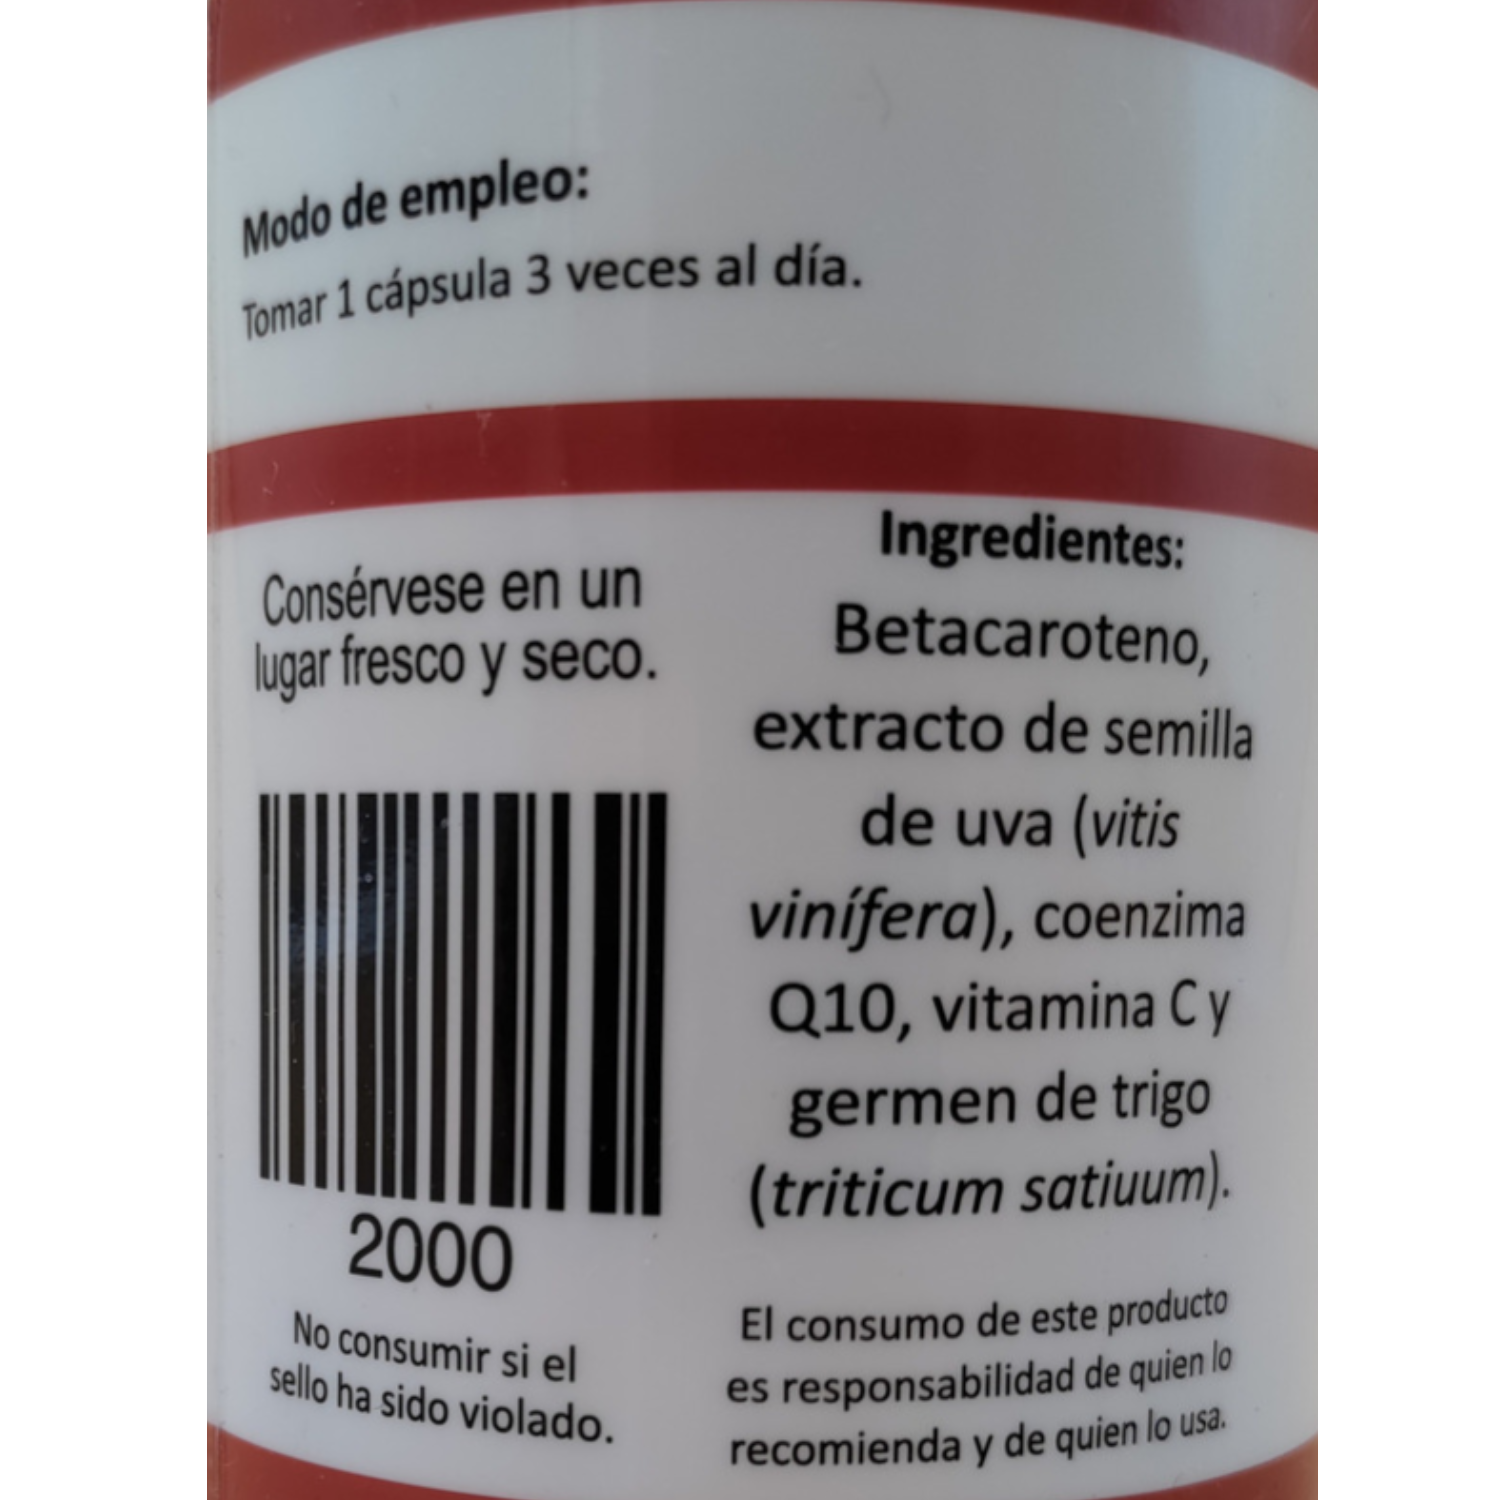 Modo de empleo:
Tomar 1 cápsula 3 veces al día.
Consérvese en un
lugar fresco y seco.
2000
No consumir si el
sello ha sido violado.
Ingredientes:
Betacaroteno,
extracto de semilla
de uva (vitis
vinífera), coenzima
Q10, vitamina C y
germen de trigo
(triticum satiuum).
El consumo de este producto
es responsabilidad de quien lo
recomienda y de quien lo usa.